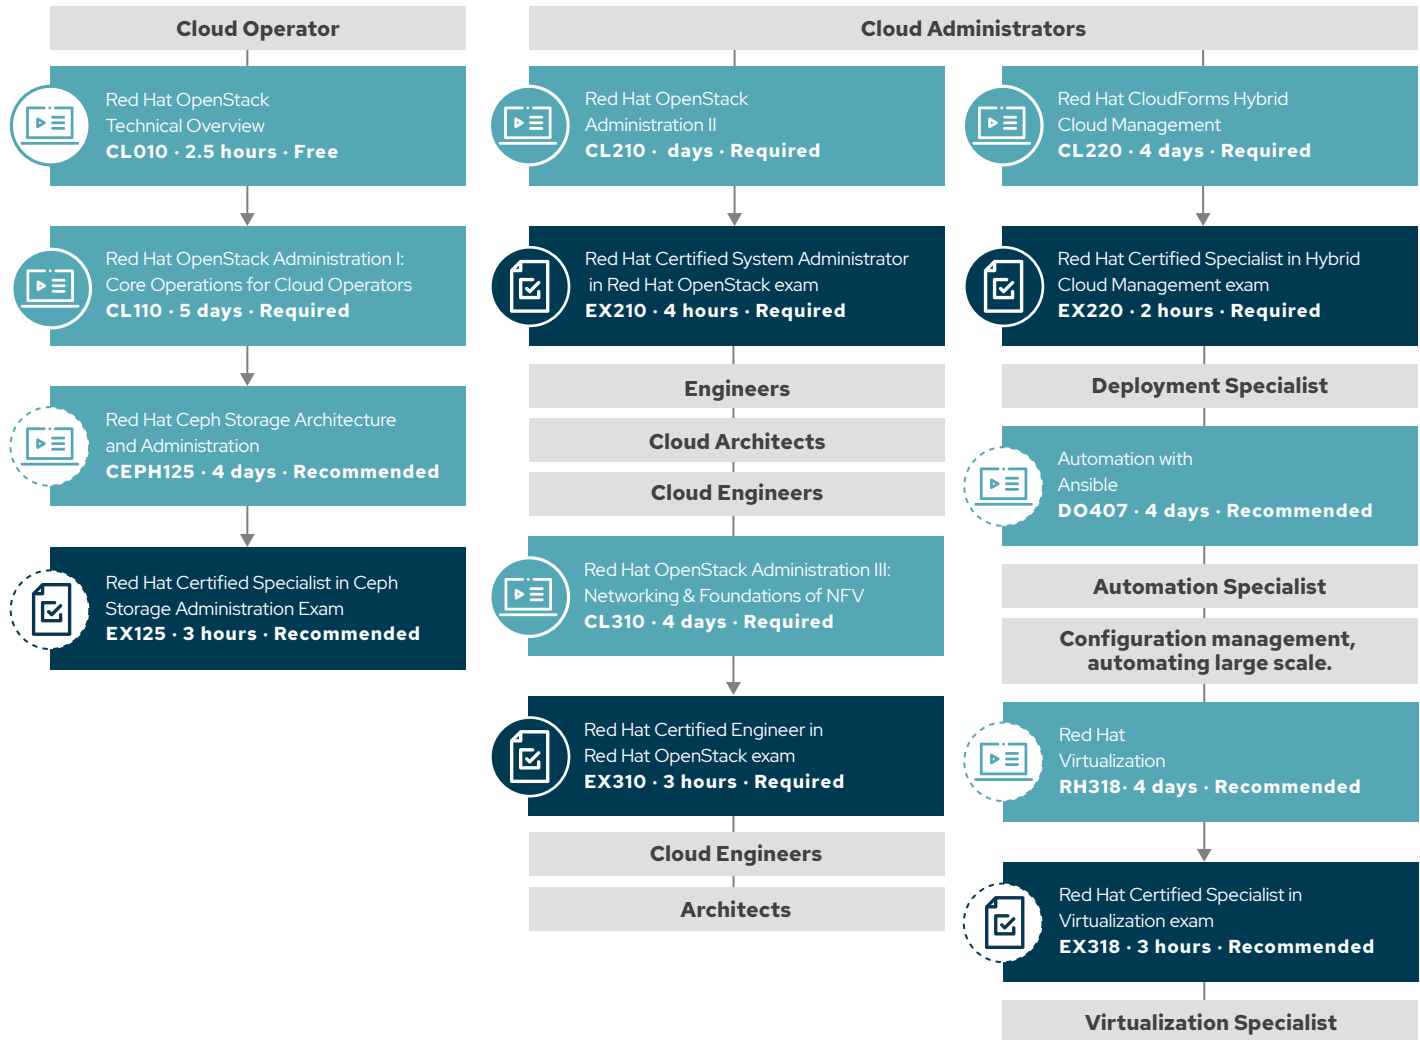 Cloud Operator
Red Hat OpenStack
Technical Overview
CL010 · 2.5 hours · Free
Red Hat OpenStack Administration I:
Core Operations for Cloud Operators
CL110 · 5 days · Required
Red Hat Ceph Storage Architecture
and Administration
CEPH125 · 4 days · Recommended
Red Hat Certified Specialist in Ceph
Storage Administration Exam
EX125 · 3 hours · Recommended
Cloud Administrators
Red Hat OpenStack
Administration II
CL210 ·  days · Required
Red Hat Certified System Administrator
in Red Hat OpenStack exam
EX210 · 4 hours · Required
Engineers
Cloud Architects
Cloud Engineers
Red Hat OpenStack Administration III:
Networking & Foundations of NFV
CL310 · 4 days · Required
Red Hat Certified Engineer in
Red Hat OpenStack exam
EX310 · 3 hours · Required
Cloud Engineers
Architects
Red Hat CloudForms Hybrid
Cloud Management
CL220 · 4 days · Required
Red Hat Certified Specialist in Hybrid
Cloud Management exam
EX220 · 2 hours · Required
Deployment Specialist
Automation with
Ansible
DO407 · 4 days · Recommended
Automation Specialist
Configuration management,
automating large scale.
Red Hat
Virtualization
RH318· 4 days · Recommended
Red Hat Certified Specialist in
Virtualization exam
EX318 · 3 hours · Recommended
Virtualization Specialist